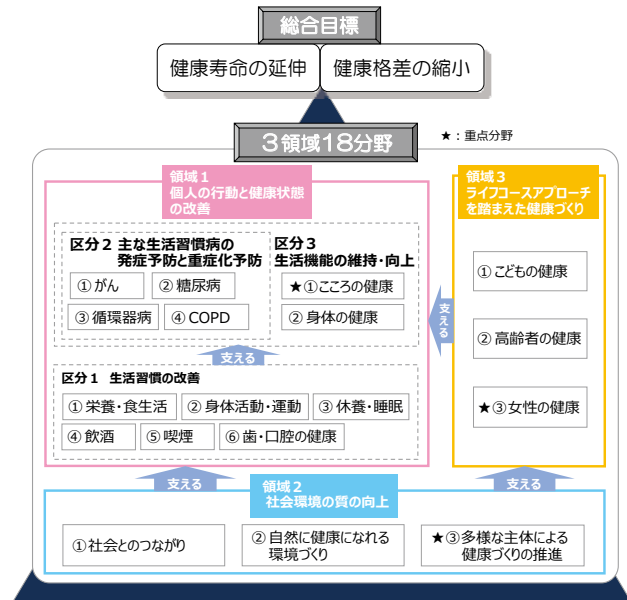 総合目標
健康寿命の延伸
健康格差の縮小
3領域18分野
★：重点分野
領域１
個人の行動と健康状態
の改善
区分２ 主な生活習慣病の
発症予防と重症化予防
①がん
②糖尿病
③循環器病
④COPD
区分３
生活機能の維持・向上
★①こころの健康
②身体の健康
支える
区分１ 生活習慣の改善
①栄養・食生活
②身体活動・運動
③休養・睡眠
④飲酒
⑤喫煙
⑥歯・口腔の健康
支える
領域３
ライフコースアプローチ
を踏まえた健康づくり
①こどもの健康
②高齢者の健康
★③女性の健康
支える
支える
領域２
社会環境の質の向上
①社会とのつながり
②自然に健康になれる
環境づくり
★③多様な主体による
健康づくりの推進